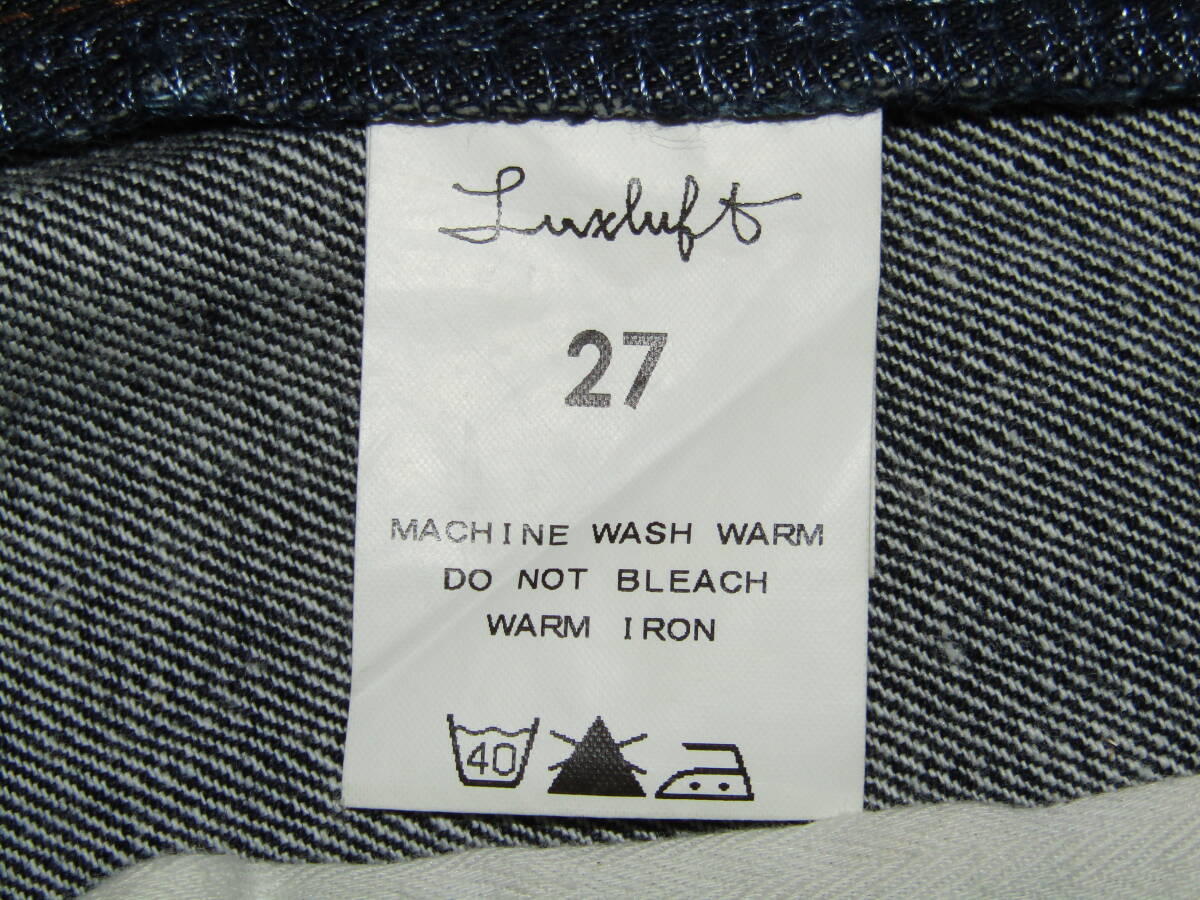 Luxluft
27
MACHINE WASH WARM
DO NOT BLEACH
WARM IRON
40